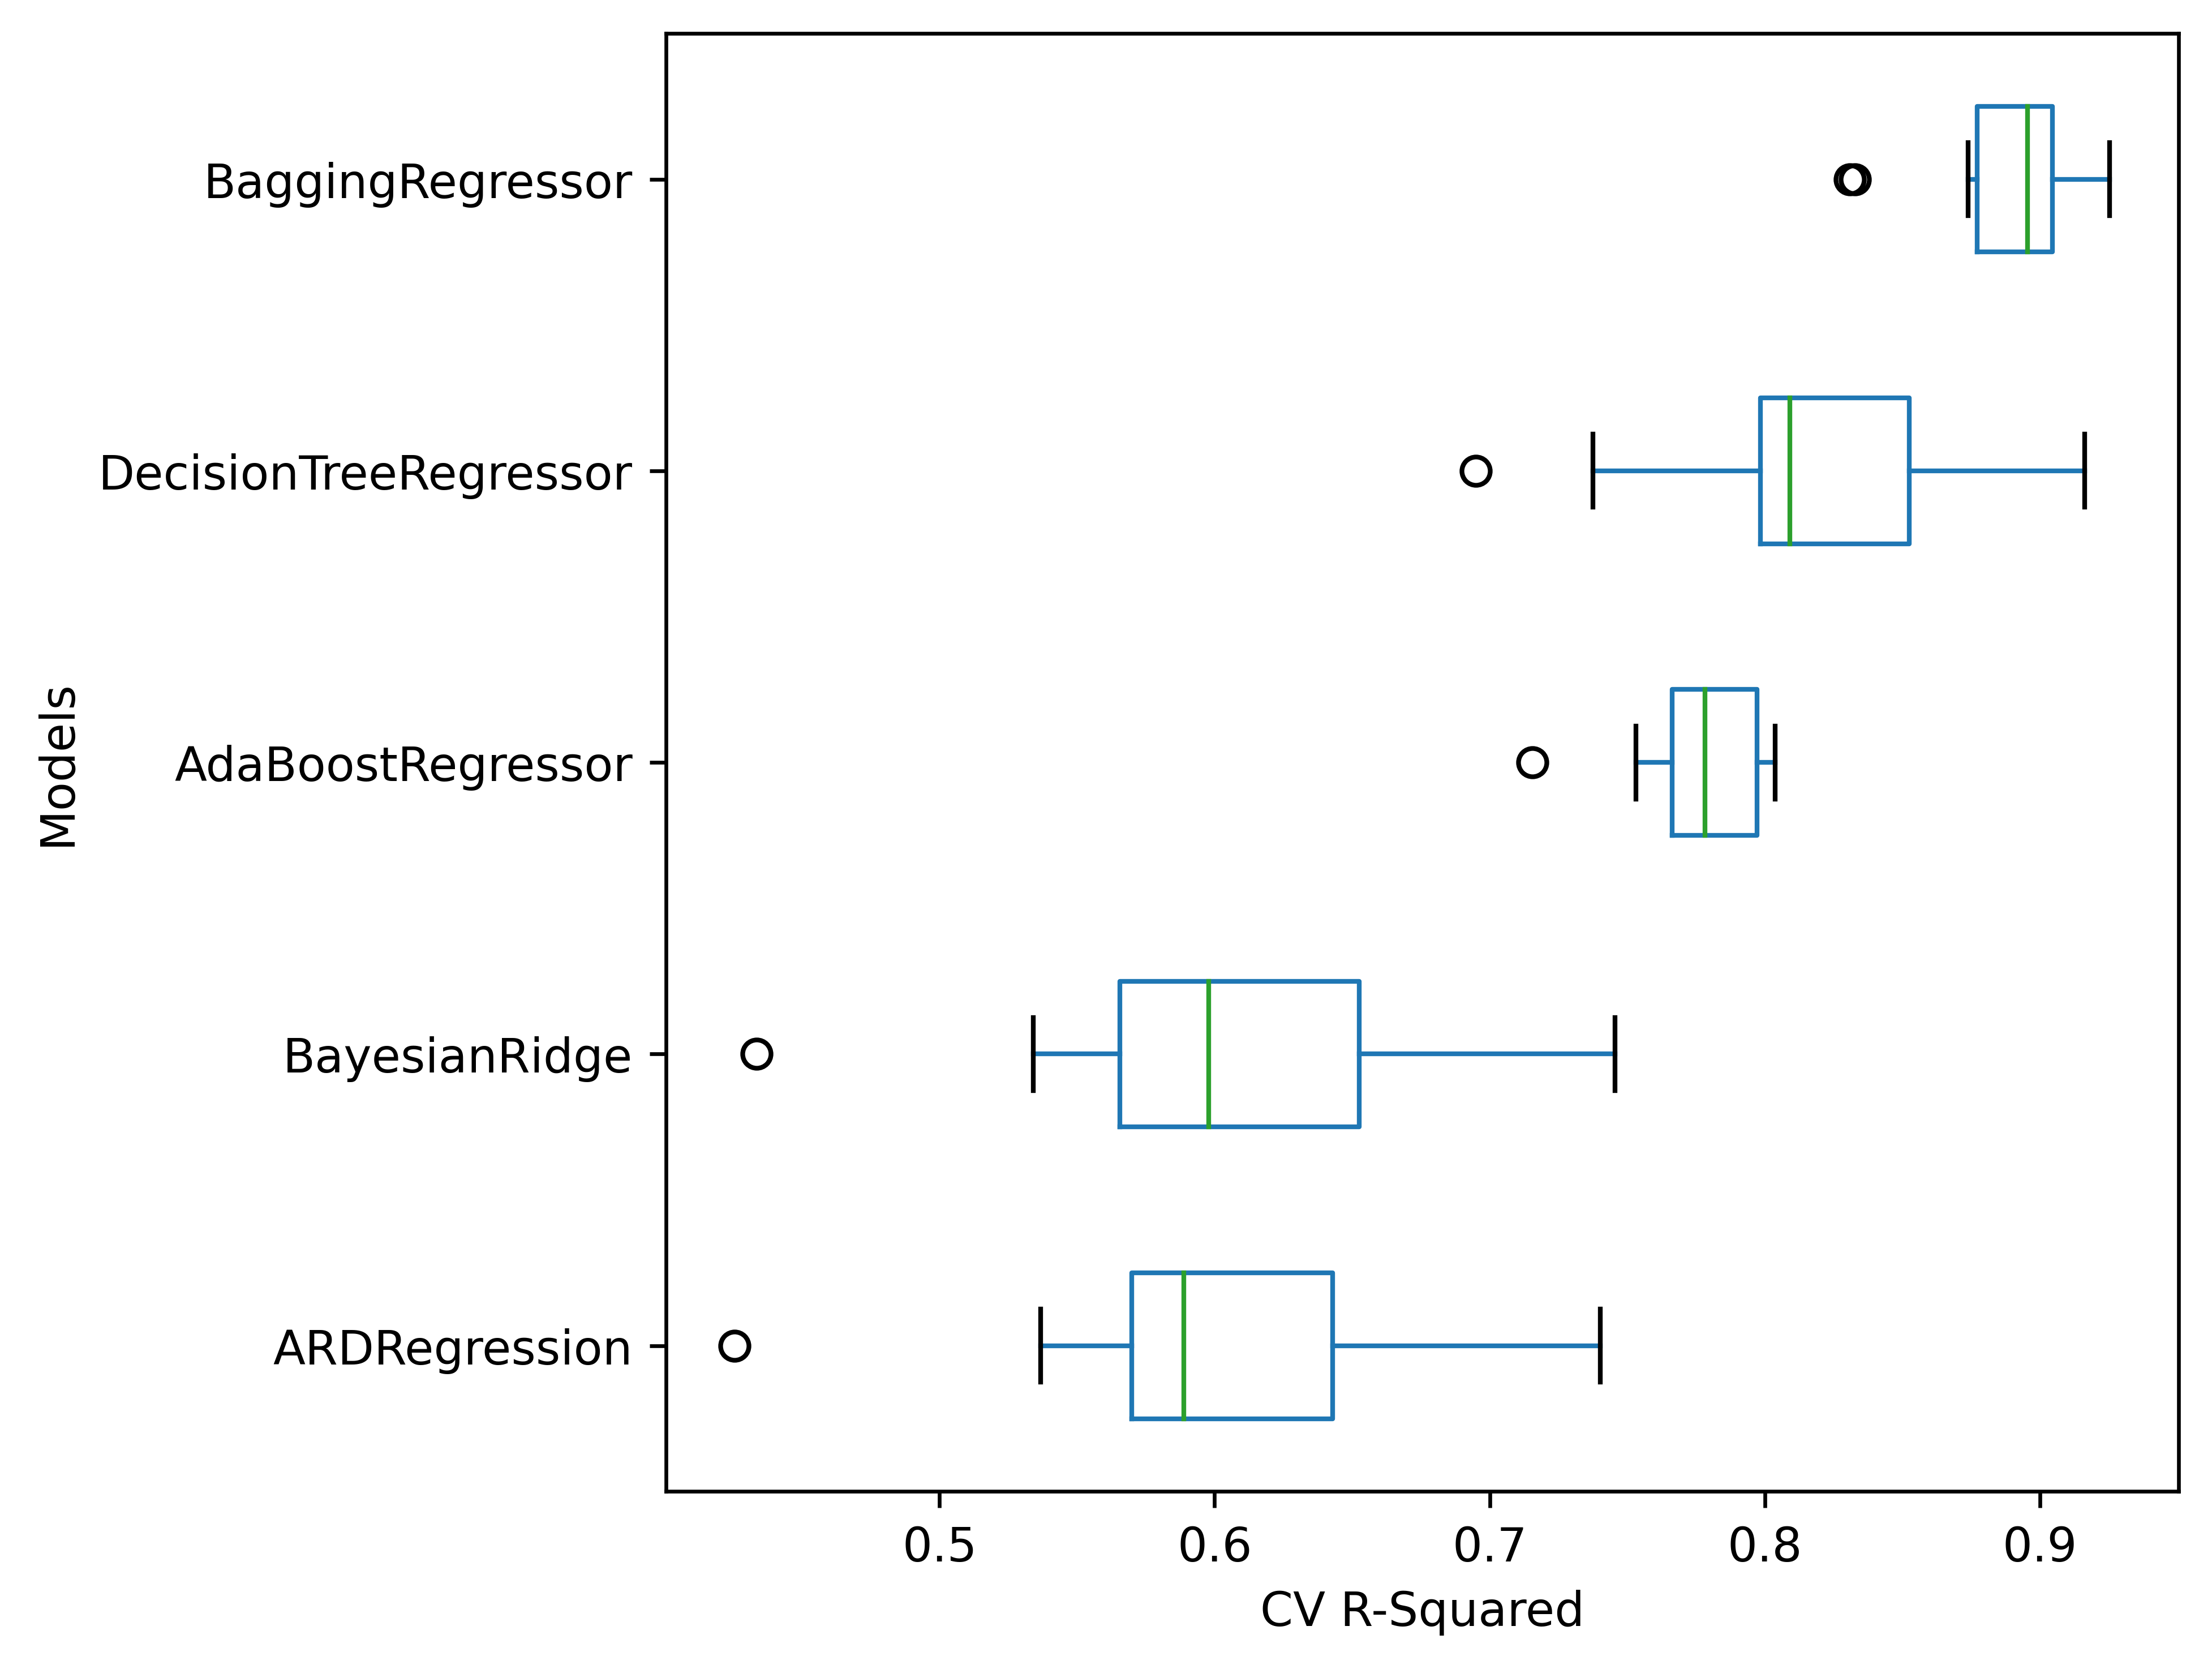 BaggingRegressor
DecisionTreeRegressor
AdaBoostRegressor
BayesianRidge
ARDRegression
Models
0.5 0.6 0.7 0.8 0.9
CV R-Squared